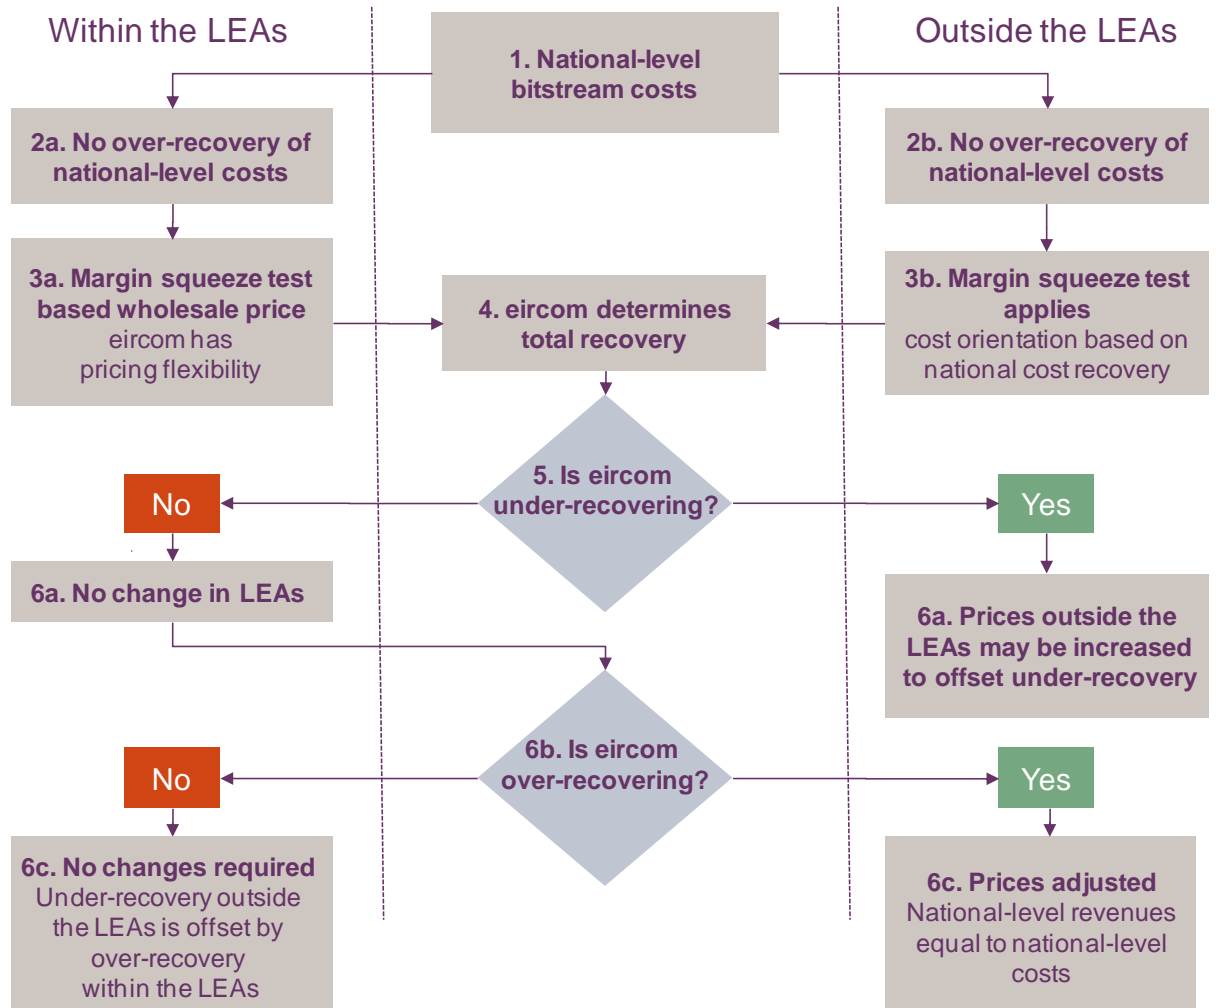 Within the LEAs
Outside the LEAs
1. National-level
bitstream costs
2a. No over-recovery of
national-level costs
2b. No over-recovery of
national-level costs
3a. Margin squeeze test
based wholesale price
eircom has
pricing flexibility
4. eircom determines
total recovery
3b. Margin squeeze test
applies
cost orientation based on
national cost recovery
5. Is eircom
under-recovering?
No
Yes
6a. No change in LEAs
6a. Prices outside the
LEAs may be increased
to offset under-recovery
6b. Is eircom
over-recovering?
No
Yes
6c. No changes required
Under-recovery outside
the LEAs is offset by
over-recovery
within the LEAs
6c. Prices adjusted
National-level revenues
equal to national-level
costs